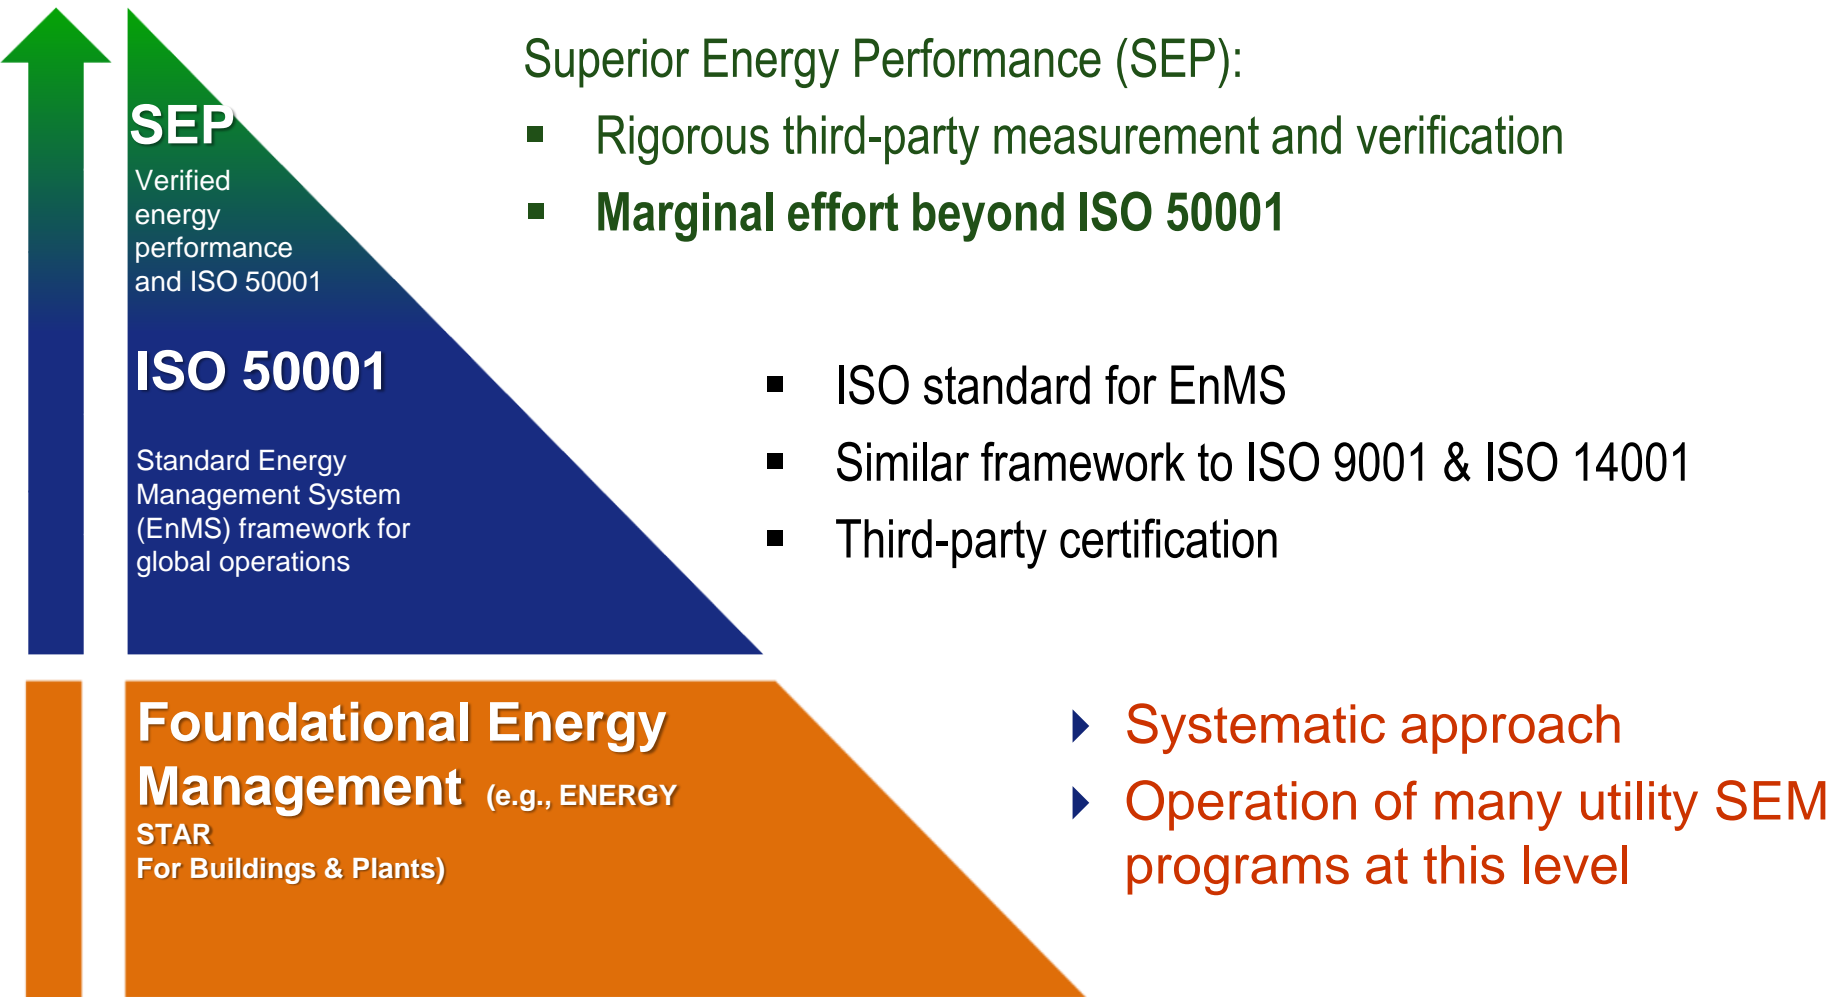 SEP
Verified
energy
performance
and ISO 50001
Superior Energy Performance (SEP):
▪ Rigorous third-party measurement and verification
▪ Marginal effort beyond ISO 50001
ISO 50001
Standard Energy
Management System
(EnMS) framework for
global operations
▪ ISO standard for EnMS
▪ Similar framework to ISO 9001 & ISO 14001
▪ Third-party certification
Foundational Energy
Management (e.g., ENERGY
STAR
For Buildings & Plants)
Systematic approach
Operation of many utility SEM
programs at this level